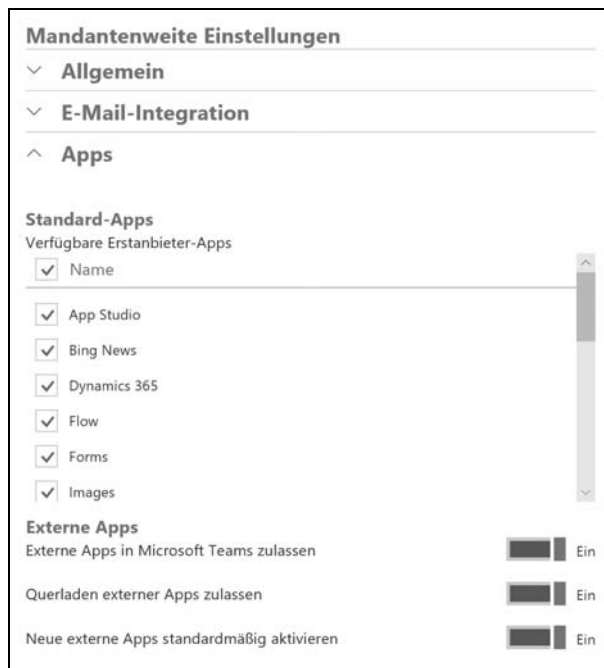 Mandantenweite Einstellungen
Allgemein
E-Mail-Integration
Apps
Standard-Apps
Verfügbare Erstanbieter-Apps
Name
App Studio
Bing News
Dynamics 365
Flow
Forms
Images
Externe Apps
Externe Apps in Microsoft Teams zulassen
Ein
Querladen externer Apps zulassen
Ein
Neue externe Apps standardmäßig aktivieren
Ein